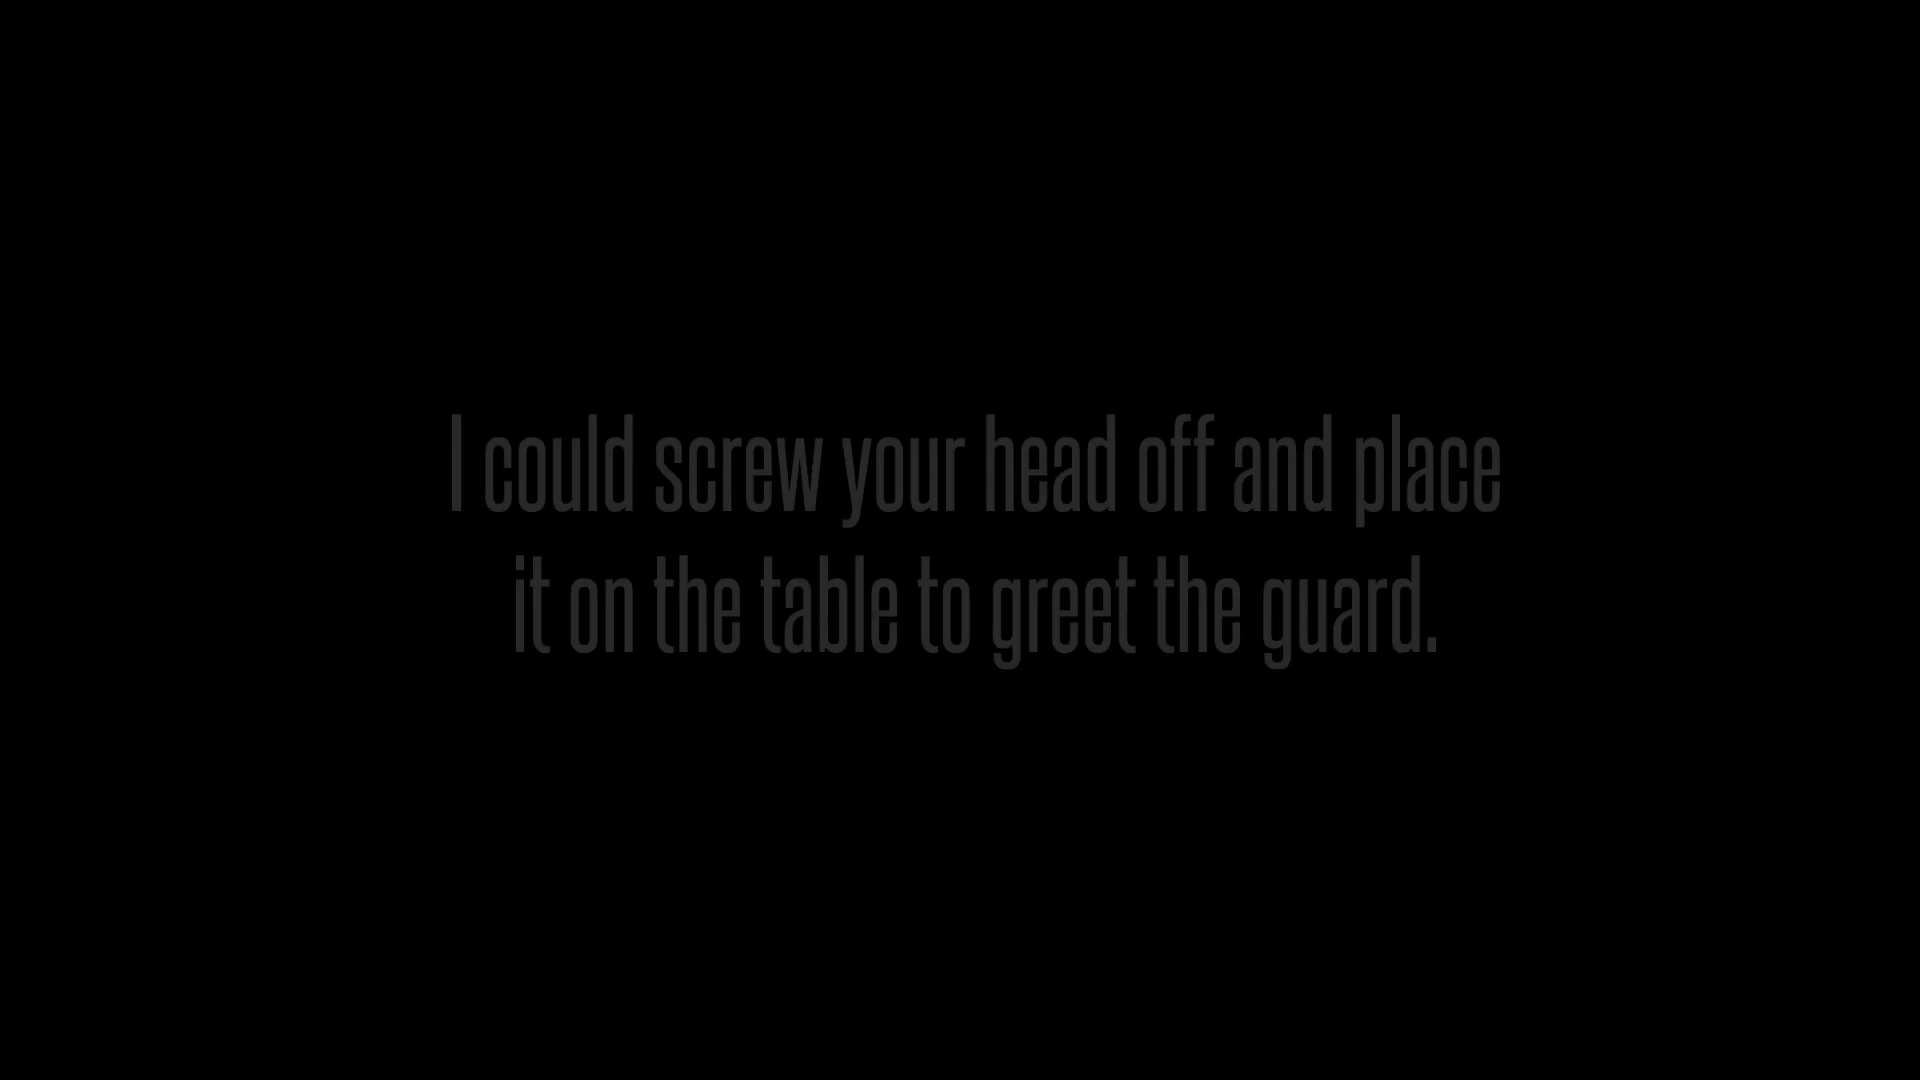 I could screw your head off and place
it on the table to greet the guard.